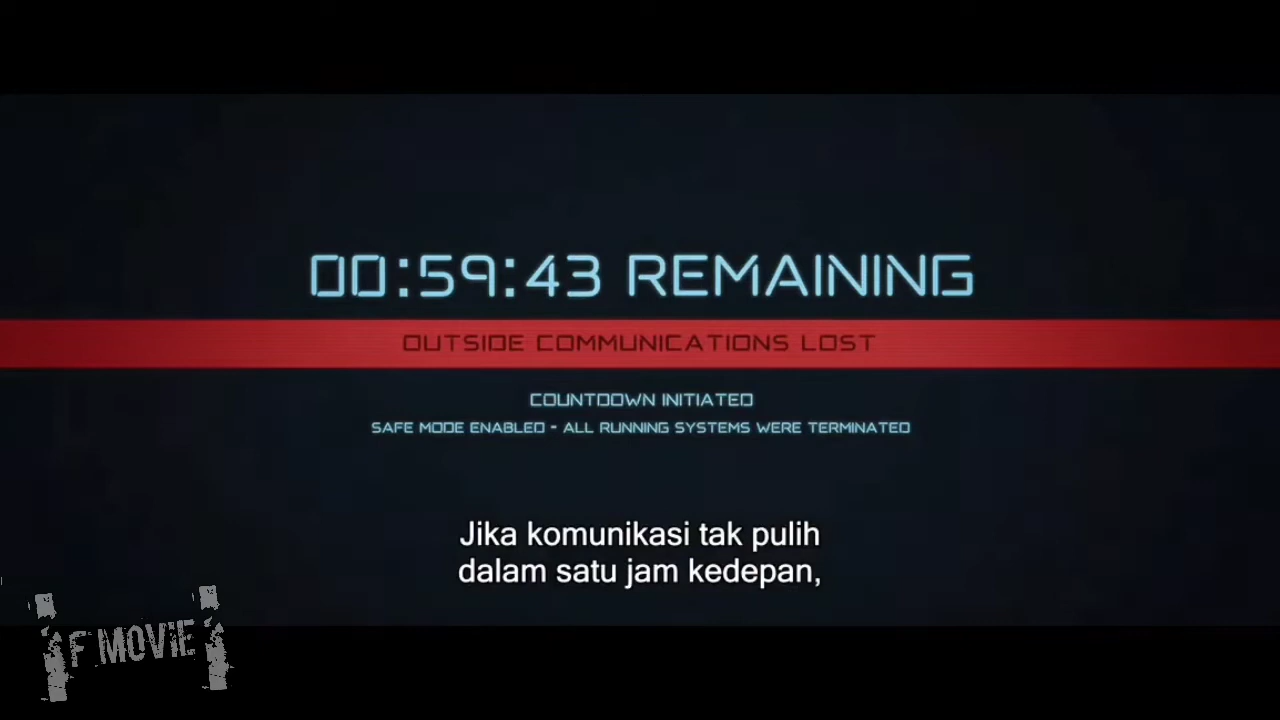 00:59:43 REMAINING
OUTSIDE COMMUNICATIONS LOST
COUNTDOWN INITIATED
SAFE MODE ENABLED - ALL RUNNING SYSTEMS WERE TERMINATED
Jika komunikasi tak pulih
dalam satu jam kedepan,
F MOVIE